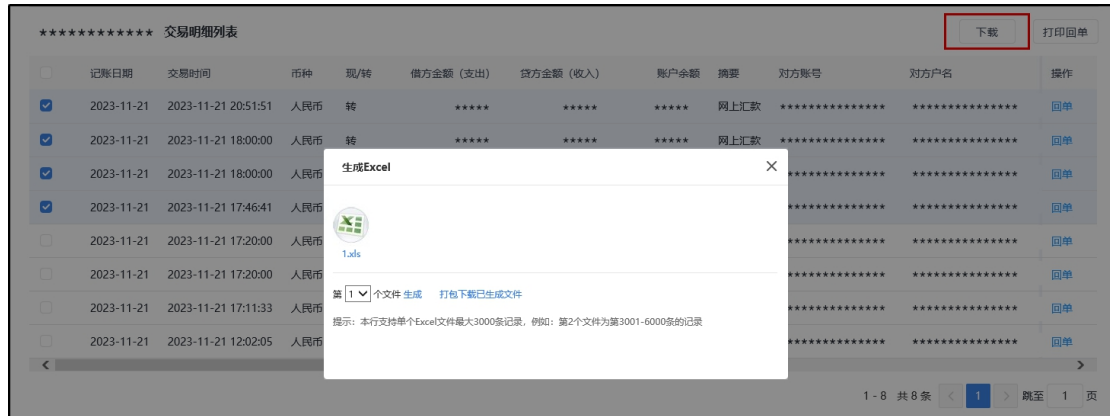 ************ 交易明细列表 下载 打印回单
记账日期 交易时间 币种 现/转 借方金额（支出） 贷方金额（收入） 账户余额 摘要 对方账号 对方户名 操作
2023-11-21 2023-11-21 20:51:51 人民币 转 ***** ***** ***** 网上汇款 *************** *************** 回单
2023-11-21 2023-11-21 18:00:00 人民币 转 ***** ***** ***** 网上汇款 *************** *************** 回单
生成Excel
2023-11-21 2023-11-21 18:00:00 人民币 ************** *************** 回单
2023-11-21 2023-11-21 17:46:41 人民币 ************** *************** 回单
2023-11-21 2023-11-21 17:20:00 人民币 ************** *************** 回单
1.xls
2023-11-21 2023-11-21 17:20:00 人民币 ************** *************** 回单
第 1 个文件 生成 打包下载已生成文件
2023-11-21 2023-11-21 17:11:33 人民币 ************** *************** 回单
提示：本行支持单个Excel文件最大3000条记录，例如：第2个文件为第3001-6000条的记录
2023-11-21 2023-11-21 12:02:05 人民币 ************** *************** 回单
1 - 8 共 8 条 < 1 > 跳至 1 页